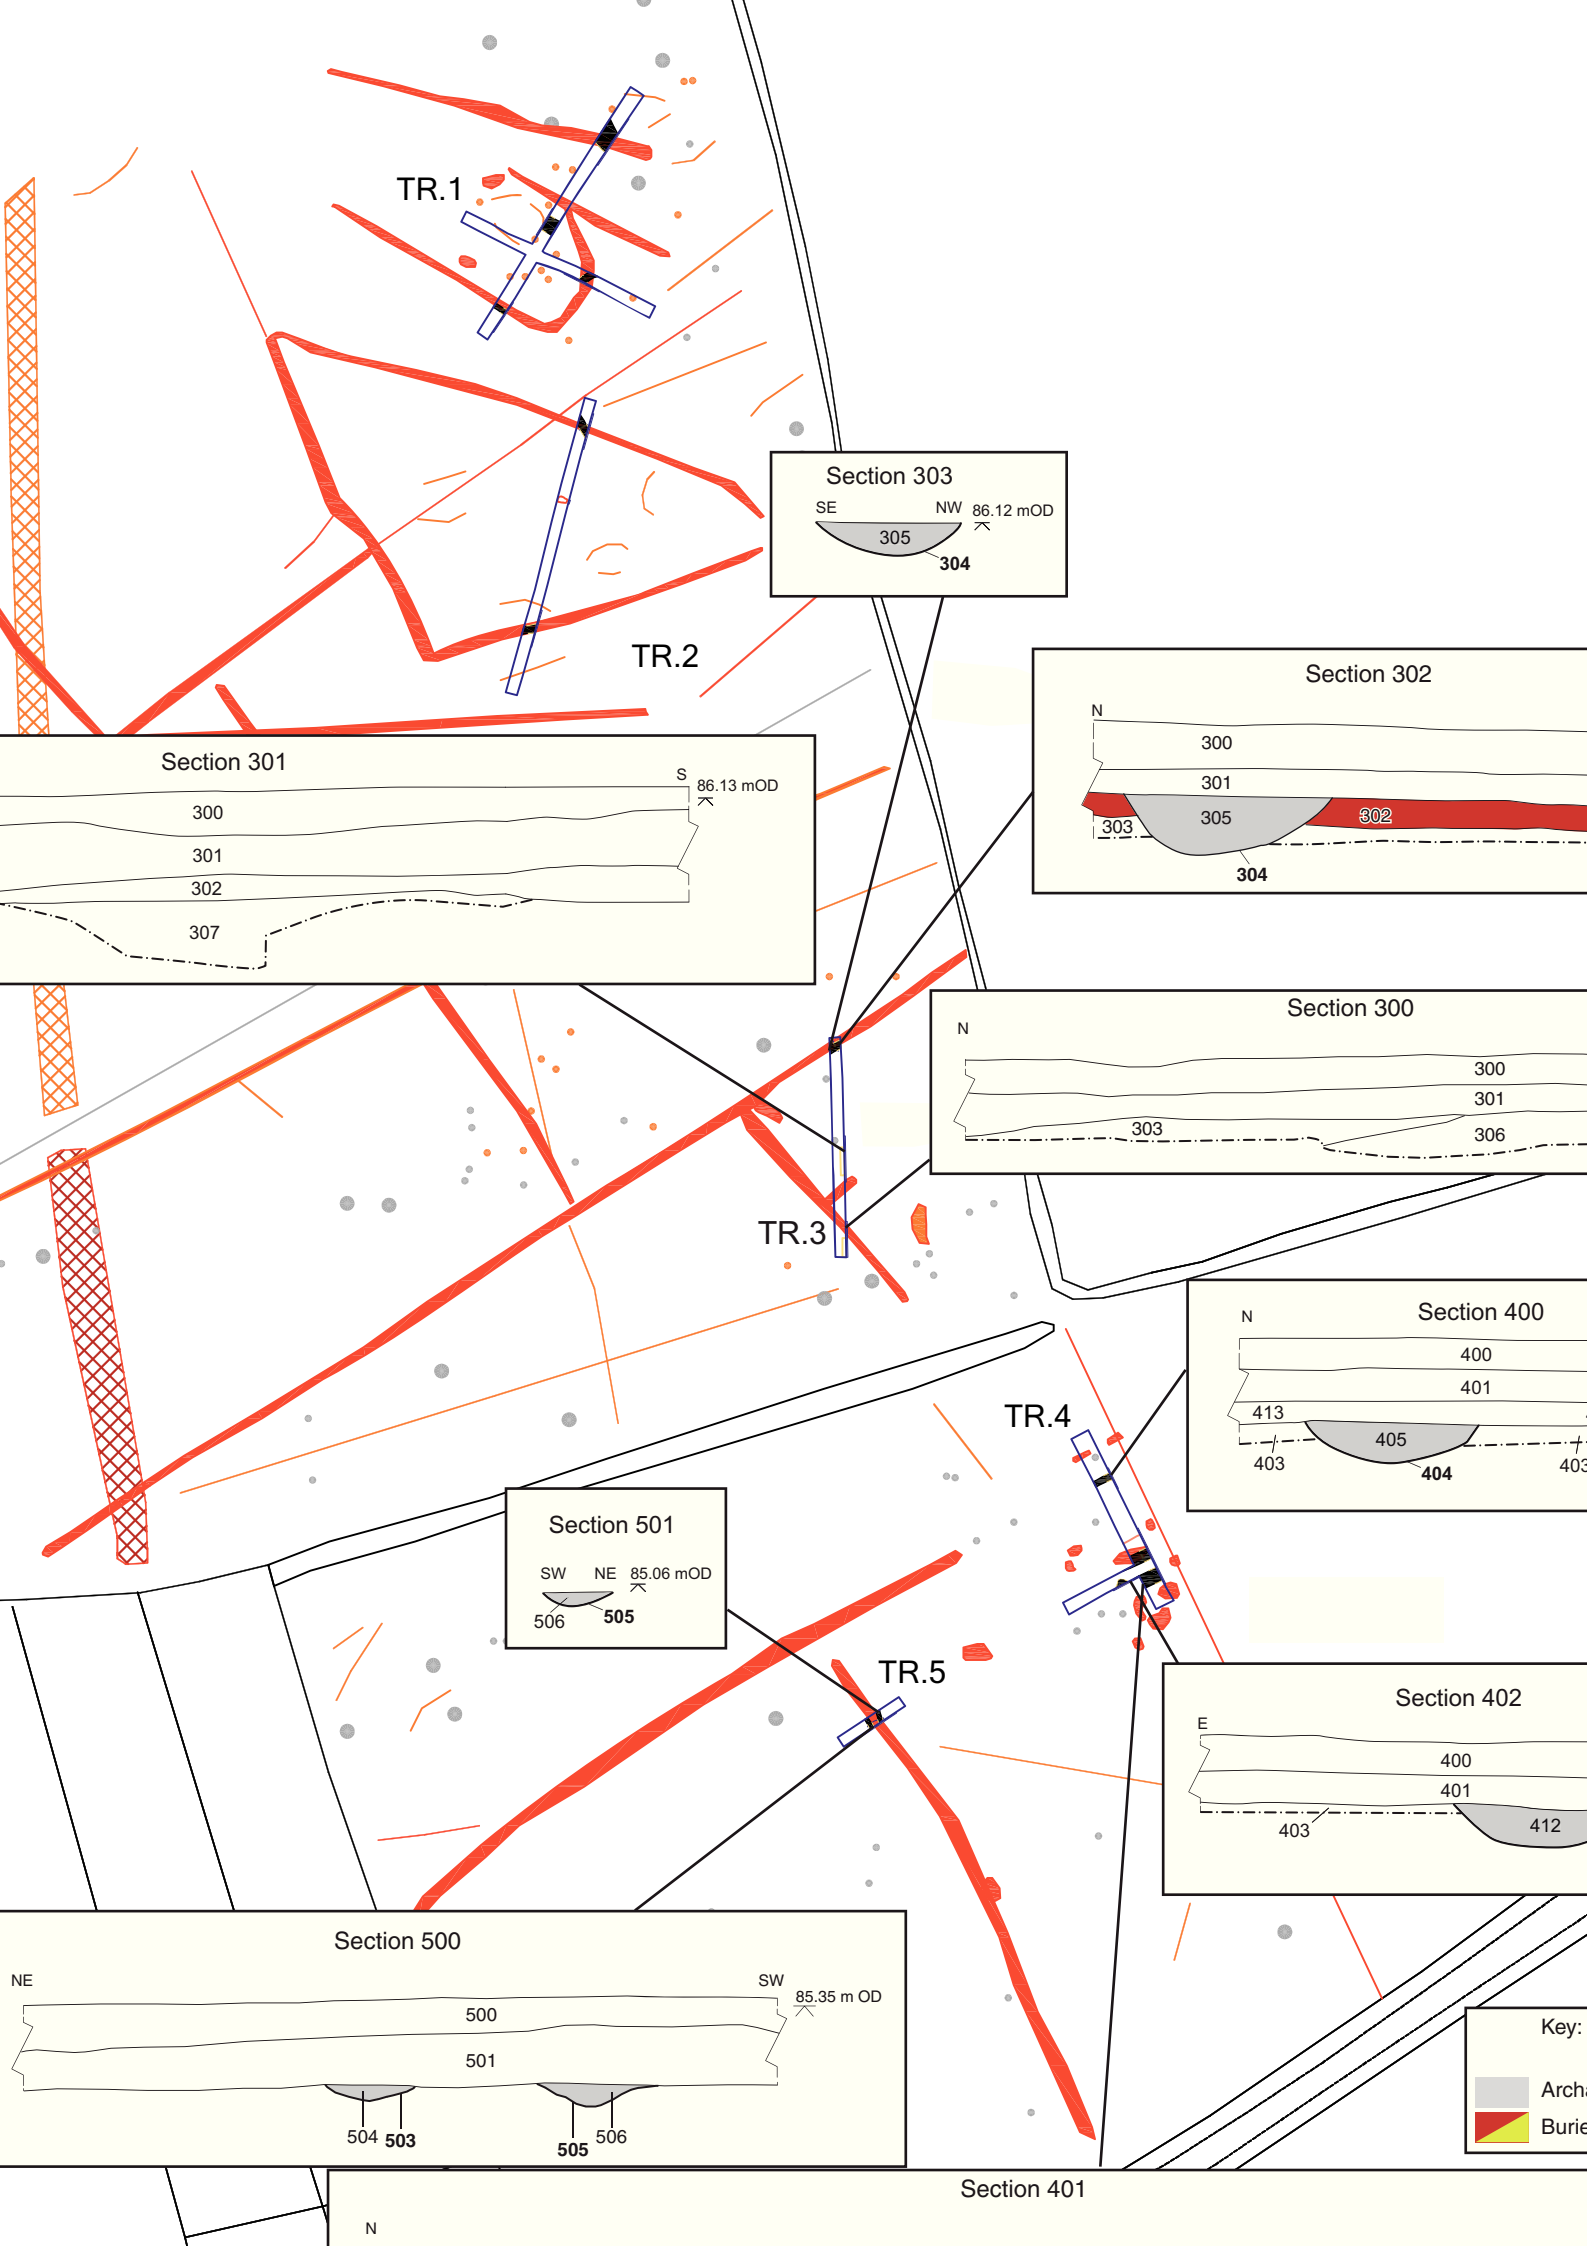 TR.1
Section 303
SE NW 86.12 mOD
305
304
TR.2
Section 302
N
300
301
305 302
303
304
Section 301
S 86.13 mOD
300
301
302
307
Section 300
N
300
301
303 306
TR.3
Section 400
N
400
401
413
405
403 404 403
TR.4
Section 501
SW NE 85.06 mOD
506 505
TR.5
Section 402
E
400
401
403 412
Section 500
NE SW
85.35 m OD
500
501
504 503 505 506
Key:
Archa
Burie
Section 401
N